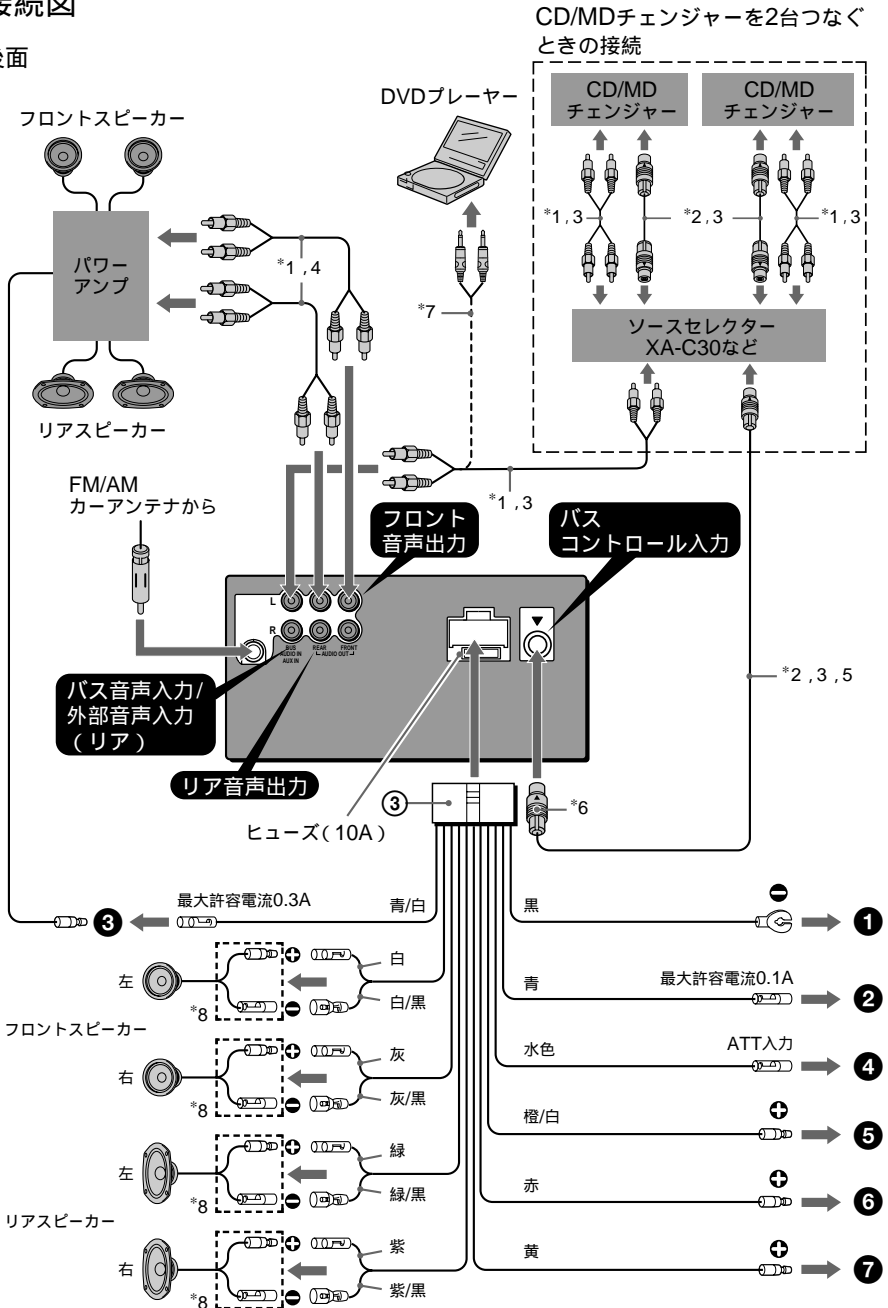 接続図
後面
CD/MDチェンジャーを2台つなぐ
ときの接続
CD/MD
チェンジャー
CD/MD
チェンジャー
DVDプレーヤー
フロントスピーカー
*1,3
*2,3
*1,3
パワー
アンプ
*1,4
*7
ソースセレクター
XA-C30など
リアスピーカー
FM/AM
カーアンテナから
*1,3
フロント
音声出力
バス
コントロール入力
L
R
BUS
AUDIO IN
AUX IN
REAR
FRONT
AUDIO OUT
*2,3,5
バス音声入力/
外部音声入力
(リア)
リア音声出力
③
*6
ヒューズ(10A)
最大許容電流0.3A
青/白
❸
黒
❶
左
白
白/黒
*8
青
最大許容電流0.1A
❷
フロントスピーカー
右
灰
灰/黒
*8
水色
ATT入力
❹
橙/白
❺
左
緑
緑/黒
*8
赤
❻
リアスピーカー
右
紫
紫/黒
*8
黄
❼